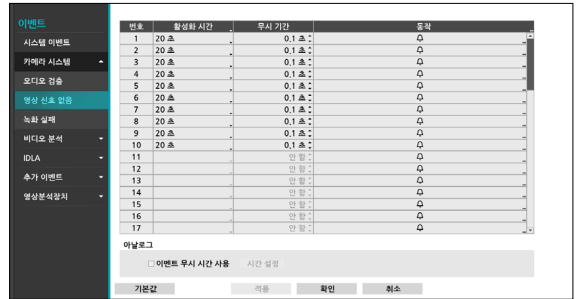 이벤트
시스템 이벤트
카메라 시스템
오디오 검출
영상 신호 없음
녹화 실패
비디오 분석
IDLA
추가 이벤트
영상분석장치
번호 활성화 시간 무시 기간 동작
1 20 초 0.1 초
2 20 초 0.1 초
3 20 초 0.1 초
4 20 초 0.1 초
5 20 초 0.1 초
6 20 초 0.1 초
7 20 초 0.1 초
8 20 초 0.1 초
9 20 초 0.1 초
10 20 초 0.1 초
11 안 함
12 안 함
13 안 함
14 안 함
15 안 함
16 안 함
17 안 함
아날로그
이벤트 무시 시간 사용 시간 설정
기본값 적용 확인 취소